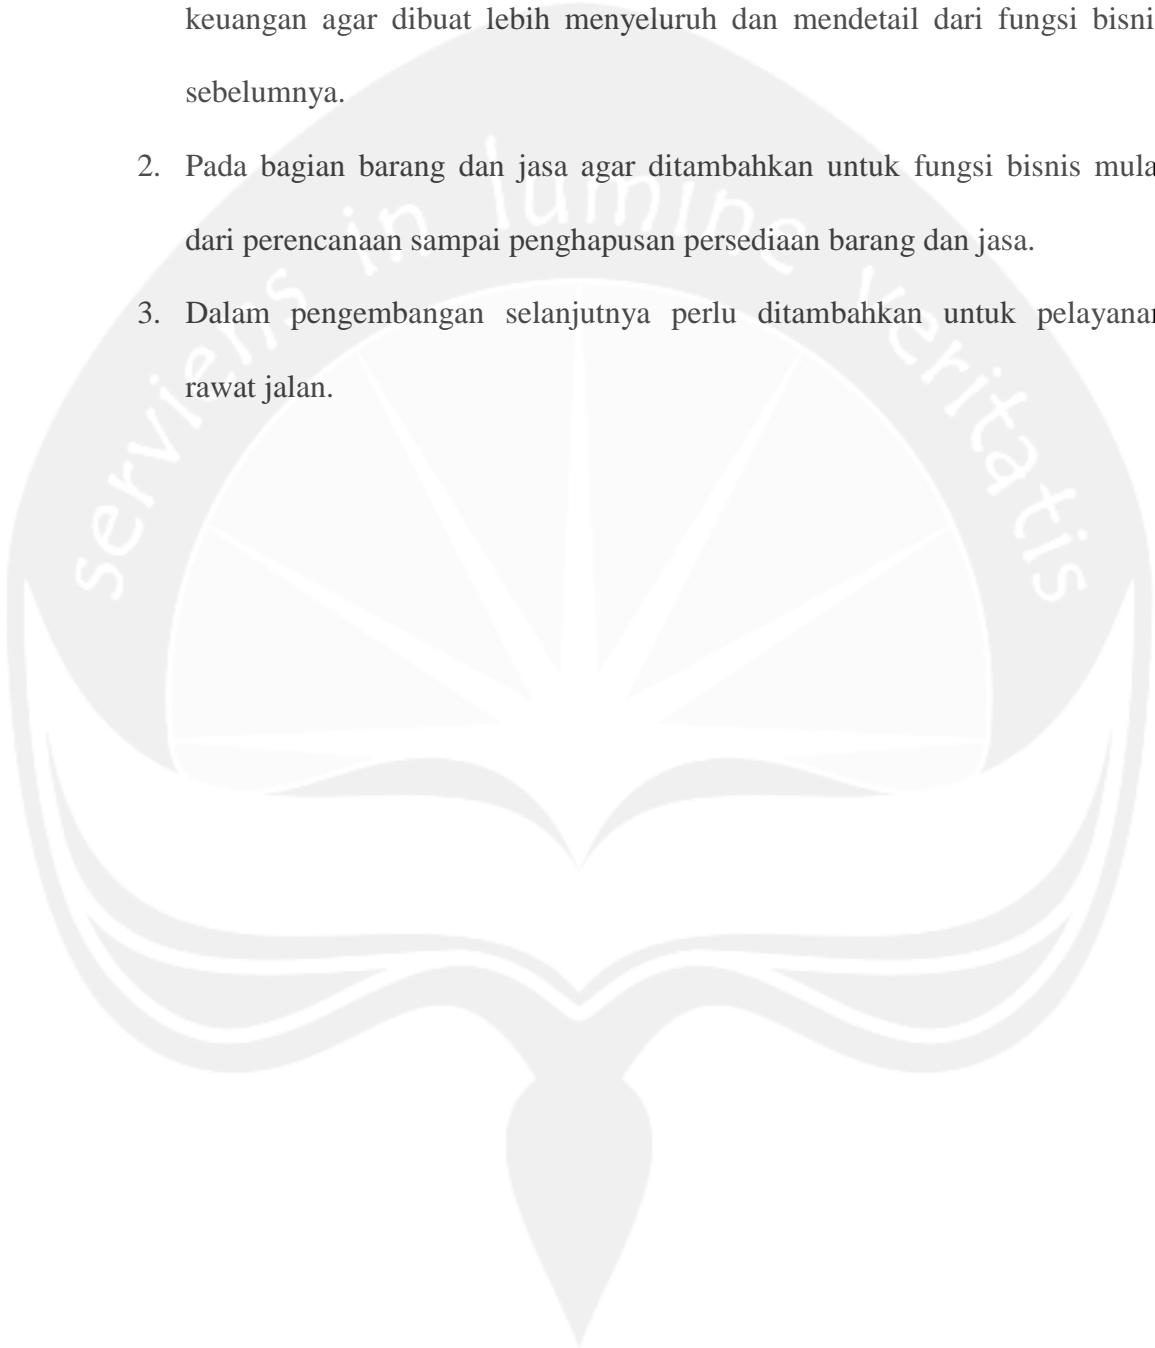 keuangan agar dibuat lebih menyeluruh dan mendetail dari fungsi bisni
sebelumnya.
2. Pada bagian barang dan jasa agar ditambahkan untuk fungsi bisnis mula
dari perencanaan sampai penghapusan persediaan barang dan jasa.
3. Dalam pengembangan selanjutnya perlu ditambahkan untuk pelayanan
rawat jalan.
serviens in lumine veritatis